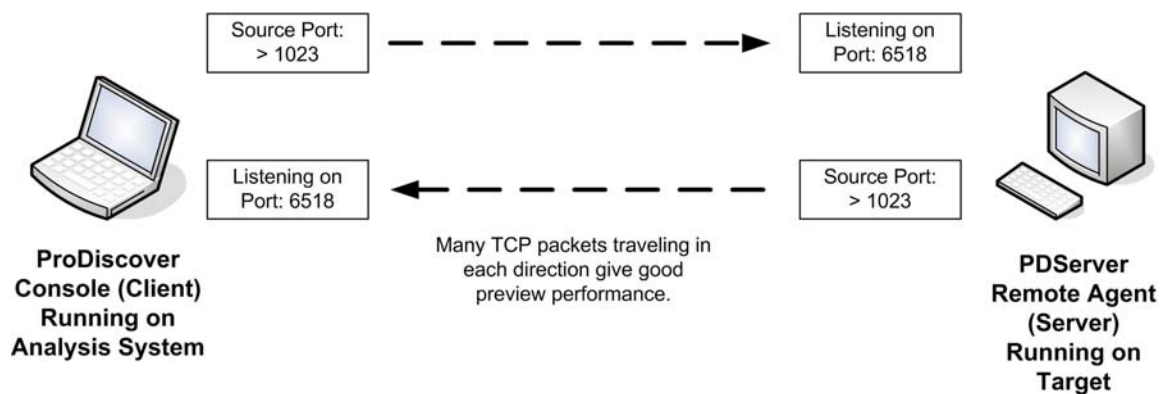 Source Port:
> 1023
Listening on
Port: 6518
Listening on
Port: 6518
Source Port:
> 1023
Many TCP packets traveling in
each direction give good
preview performance.
ProDiscover
Console (Client)
Running on
Analysis System
PDServer
Remote Agent
(Server)
Running on
Target